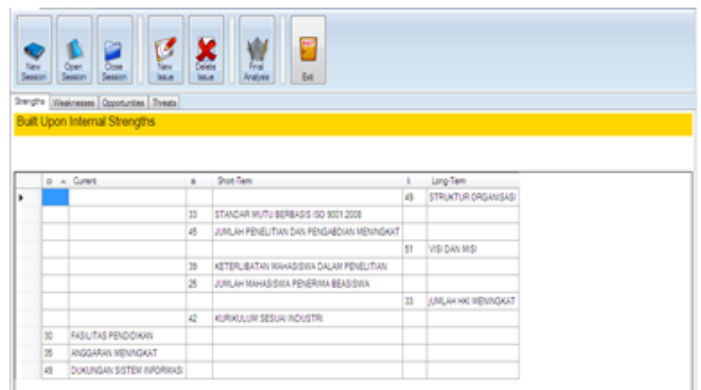 New Session
Open Session
Close Session
New Issue
Delete Issue
Final Analysis
Exit
Strengths Weaknesses Opportunities Threats
Built Upon Internal Strengths
Current Short-Term Long-Term
STRUKTUR ORGANISASI
33 STANDAR MUTU BERBASIS ISO 9001:2008
45 JUMLAH PENELITIAN DAN PENGABDIAN MENINGKAT
51 VISI DAN MISI
39 KETERLIBATAN MAHASISWA DALAM PENELITIAN
25 JUMLAH MAHASISWA PENERIMA BEASISWA
33 JUMLAH HKI MENINGKAT
42 KURIKULUM SESUAI INDUSTRI
30 FASILITAS PENDIDIKAN
35 ANGGARAN MENINGKAT
DUKUNGAN SISTEM INFORMASI